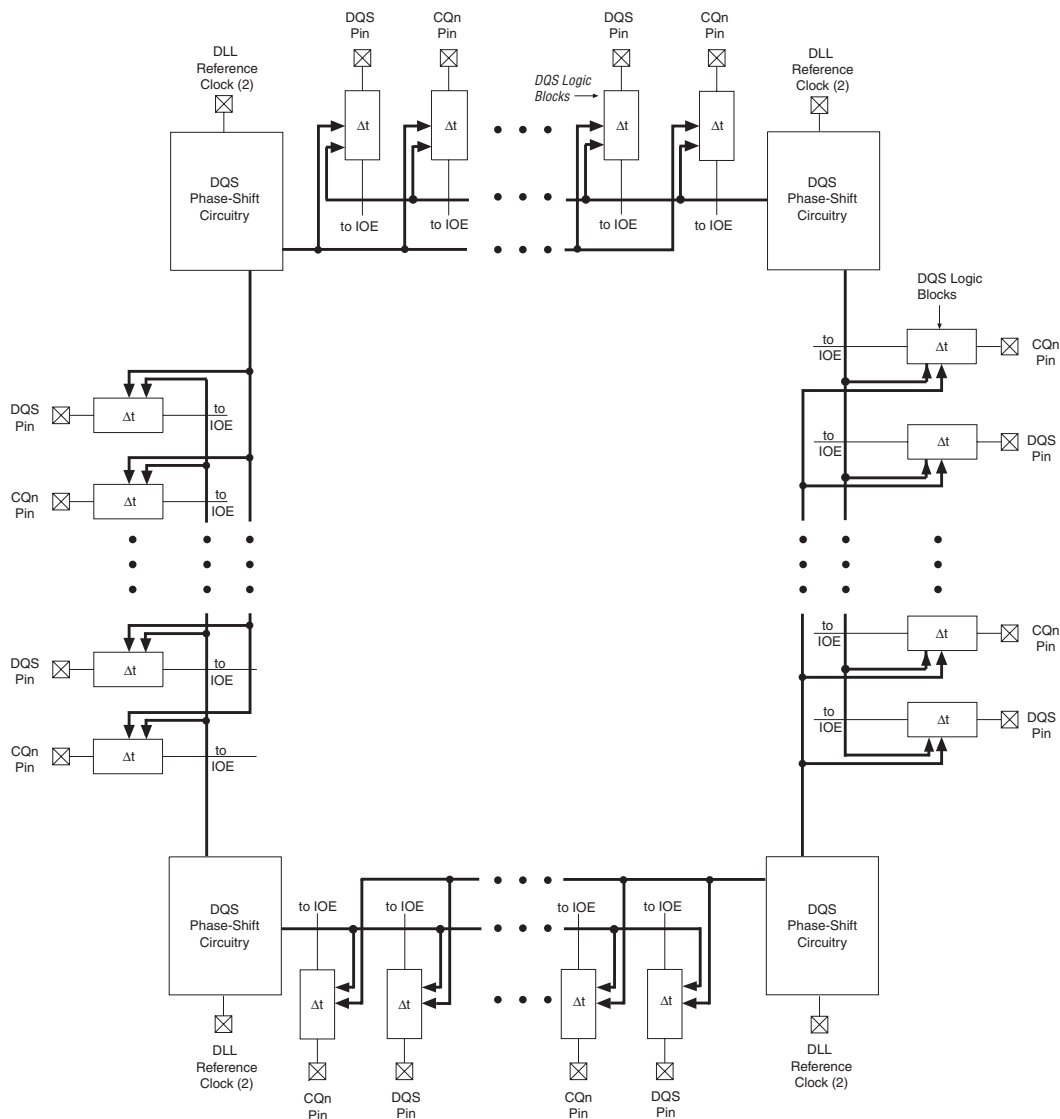 DQS
Pin
CQn
Pin
DQS
Pin
CQn
Pin
DLL
Reference
Clock (2)
DQS Logic
Blocks
DLL
Reference
Clock (2)
Δt
Δt
Δt
Δt
DQS
Phase-Shift
Circuitry
DQS
Phase-Shift
Circuitry
to IOE
to IOE
to IOE
to IOE
DQS Logic
Blocks
to
IOE
Δt
CQn
Pin
DQS
Pin
Δt
to
IOE
to
IOE
Δt
DQS
Pin
CQn
Pin
Δt
to
IOE
to
IOE
Δt
CQn
Pin
DQS
Pin
Δt
to
IOE
to
IOE
Δt
DQS
Pin
CQn
Pin
Δt
to
IOE
DQS
Phase-Shift
Circuitry
to IOE
to IOE
to IOE
to IOE
DQS
Phase-Shift
Circuitry
Δt
Δt
Δt
Δt
DLL
Reference
Clock (2)
DLL
Reference
Clock (2)
CQn
Pin
DQS
Pin
CQn
Pin
DQS
Pin